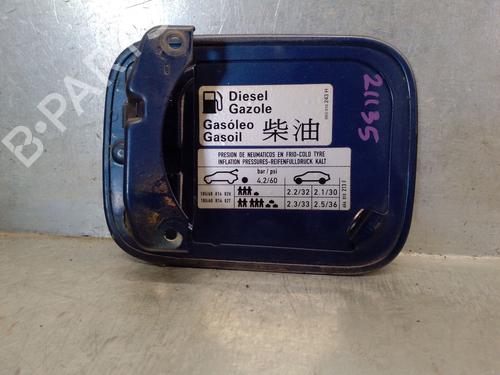 Diesel
Gazole
Gasóleo
Gasoil
柴油
PRESION DE NEUMATICOS EN FRIO-COLD TYRE
INFLATION PRESSURES-REIFENFULLDRUCK KALT
bar / psi
4.2/60
2.2/32 2.1/30
2.3/33 2.5/36
21135
B-PARTS